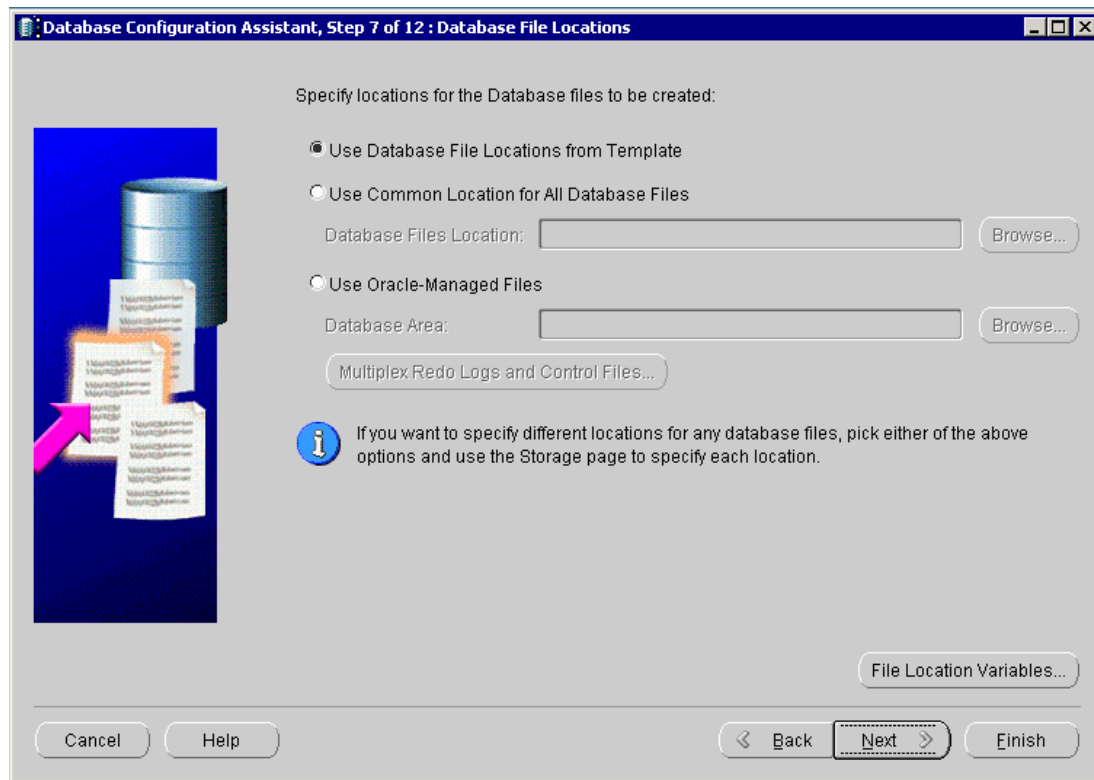 Database Configuration Assistant, Step 7 of 12 : Database File Locations
Specify locations for the Database files to be created:
Use Database File Locations from Template
Use Common Location for All Database Files
Database Files Location:
Browse...
Use Oracle-Managed Files
Database Area:
Browse...
Multiplex Redo Logs and Control Files...
If you want to specify different locations for any database files, pick either of the above
options and use the Storage page to specify each location.
File Location Variables...
Cancel
Help
Back
Next
Finish